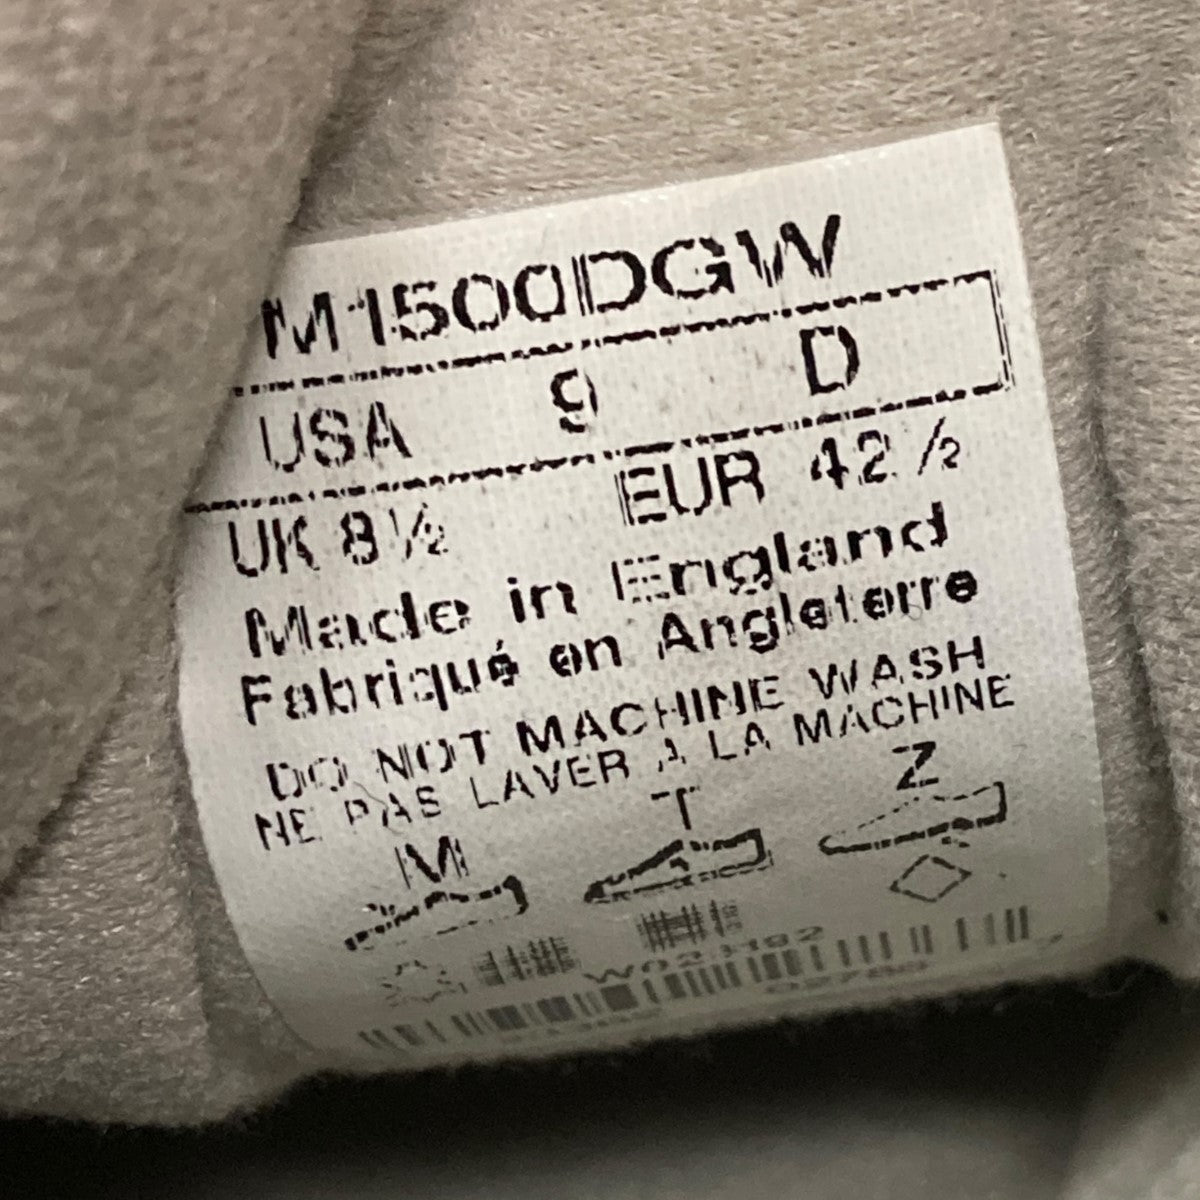 M1500DGW
USA 9 D
UK 8½ EUR 42½
Made in England
Fabriqué en Angleterre
DO NOT MACHINE WASH
NE PAS LAVER A LA MACHINE
M T Z